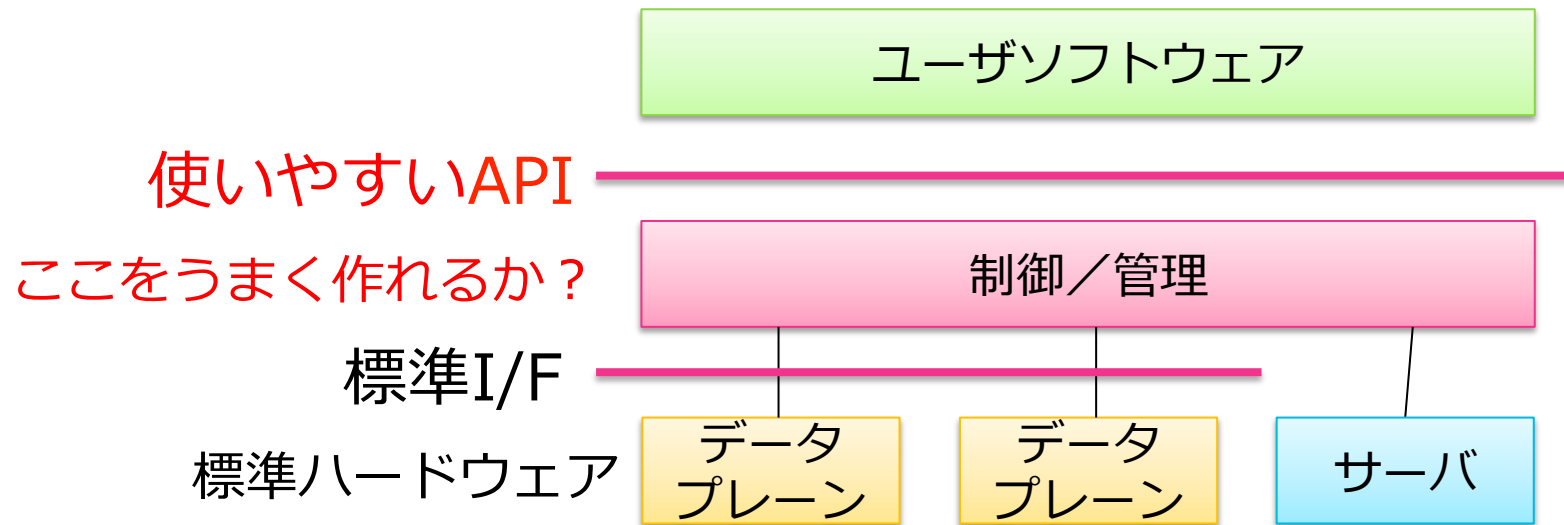 ユーザソフトウェア
使いやすいAPI
ここをうまく作れるか？
制御／管理
標準I/F
標準ハードウェア
データ
プレーン
データ
プレーン
サーバ